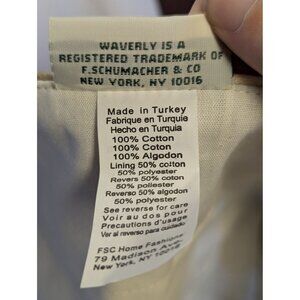 WAVERLY IS A
REGISTERED TRADEMARK OF
F.SCHUMACHER & CO
NEW YORK, NY 10016
Made in Turkey
Fabrique en Turquie
Hecho en Turquia
100% Cotton
100% Cotton
100% Algodon
Lining 50% cotton
50% polyester
Revers 50% coton
50% poliester
Reverso 50% algodon
50% polyester
See reverse for care
Voir au dos pour
Precautions d'usage
Ver al reverso para cuidado
FSC Home Fashions
79 Madison Ave.
New York, NY 10016